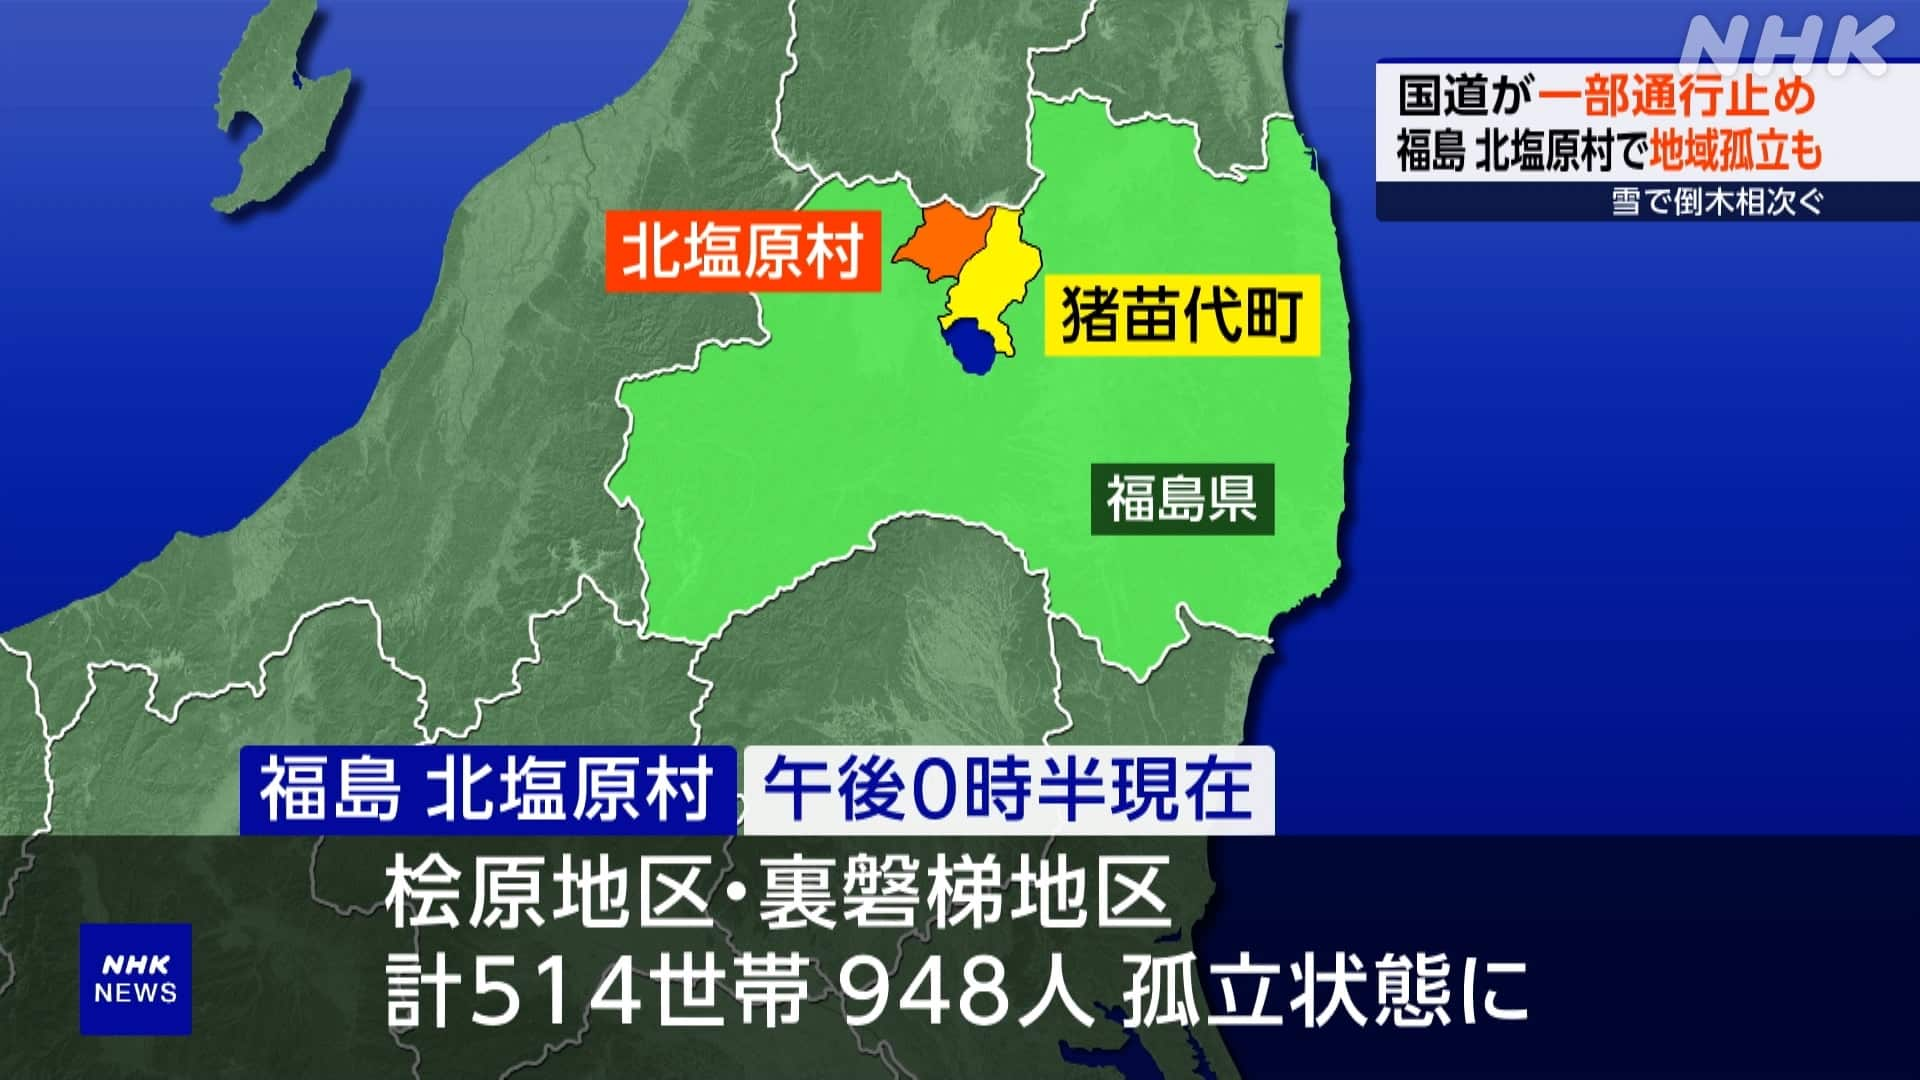 NHK
国道が一部通行止め
福島 北塩原村で地域孤立も
雪で倒木相次ぐ
北塩原村
猪苗代町
福島県
福島 北塩原村 午後0時半現在
桧原地区・裏磐梯地区
計514世帯 948人 孤立状態に
NHK
NEWS